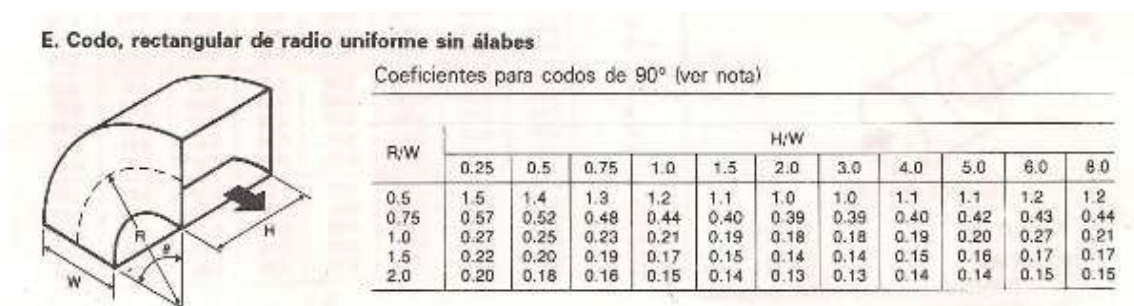 E. Codo, rectangular de radio uniforme sin álabes
Coeficientes para codos de 90º (ver nota)
R/W
H/W
0.25 0.5 0.75 1.0 1.5 2.0 3.0 4.0 5.0 6.0 8.0
0.5 1.5 1.4 1.3 1.2 1.1 1.0 1.0 1.1 1.1 1.2 1.2
0.75 0.57 0.52 0.48 0.44 0.40 0.39 0.39 0.40 0.42 0.43 0.44
1.0 0.27 0.25 0.23 0.21 0.19 0.18 0.18 0.19 0.20 0.27 0.21
1.5 0.22 0.20 0.19 0.17 0.15 0.14 0.14 0.15 0.16 0.17 0.17
2.0 0.20 0.18 0.16 0.15 0.14 0.13 0.13 0.14 0.14 0.15 0.15
R
θ
H
W